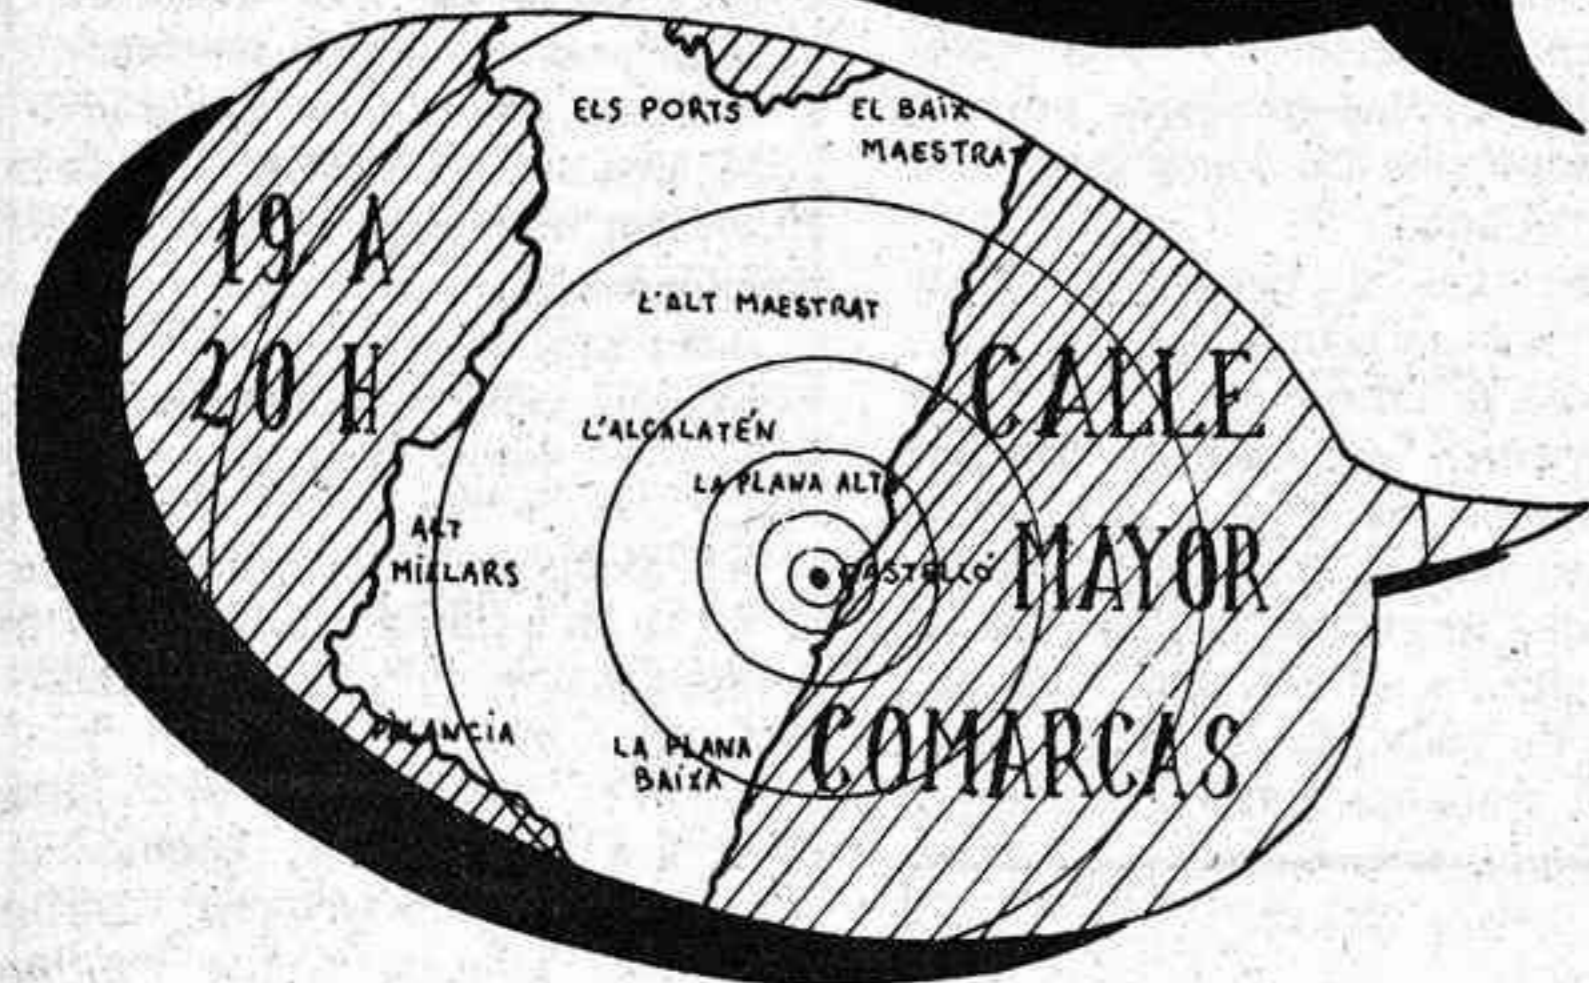 ELS PORTS
EL BAIX
MAESTRAT
19 A
20 H
L'ALT MAESTRAT
CALLE
MAYOR
COMARCAS
L'ALCALATÉN
LA PLANA ALTA
ALT
MILLARS
CASTELLÓ
PALANCIA
LA PLANA
BAIXA